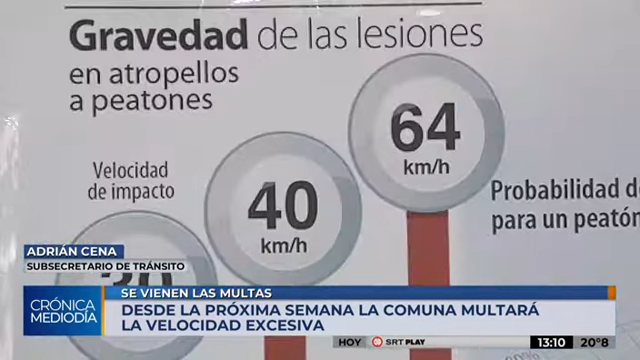 Gravedad de las lesiones
en atropellos
a peatones
64
km/h
Velocidad
de impacto
40
km/h
Probabilidad d
para un peatón
30
ADRIÁN CENA
SUBSECRETARIO DE TRÁNSITO
CRÓNICA
MEDIODÍA
SE VIENEN LAS MULTAS
DESDE LA PRÓXIMA SEMANA LA COMUNA MULTARÁ
LA VELOCIDAD EXCESIVA
HOY
SRT PLAY
13:10
20°8